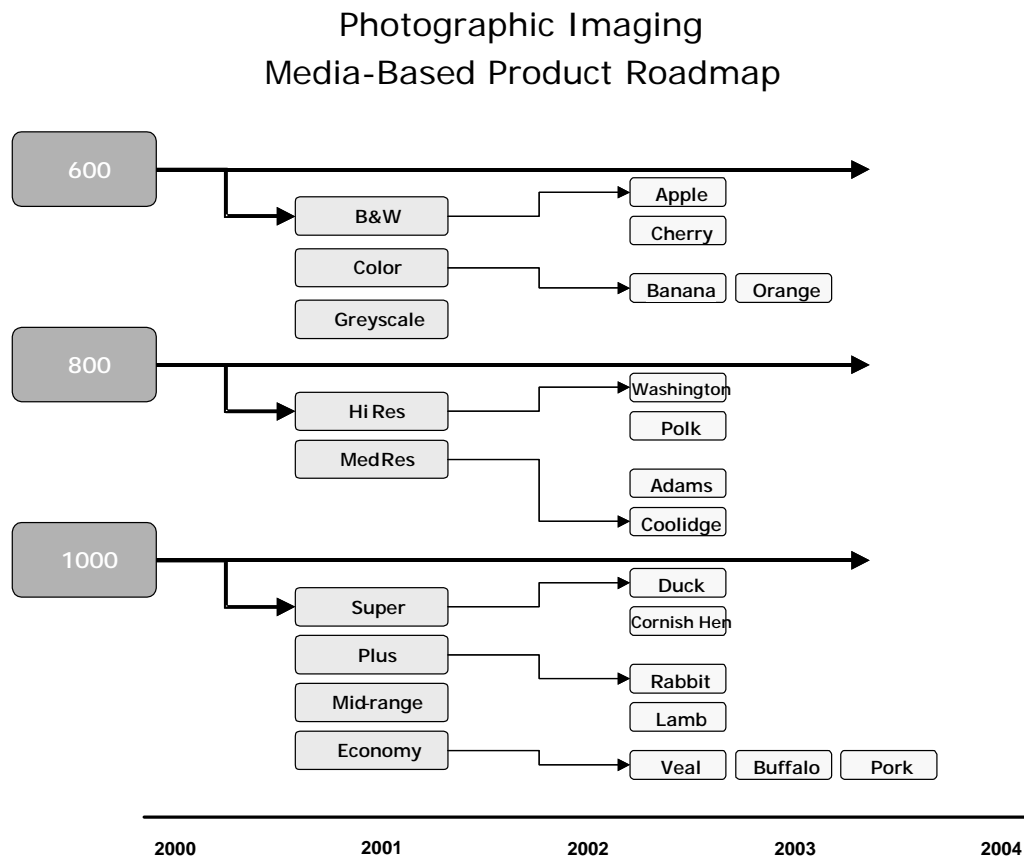 Photographic Imaging
Media-Based Product Roadmap
600
B&W
Apple
Cherry
Color
Banana
Orange
Greyscale
800
Hi Res
Washington
Polk
Med Res
Adams
Coolidge
1000
Super
Duck
Cornish Hen
Plus
Rabbit
Lamb
Mid-range
Economy
Veal
Buffalo
Pork
2000
2001
2002
2003
2004